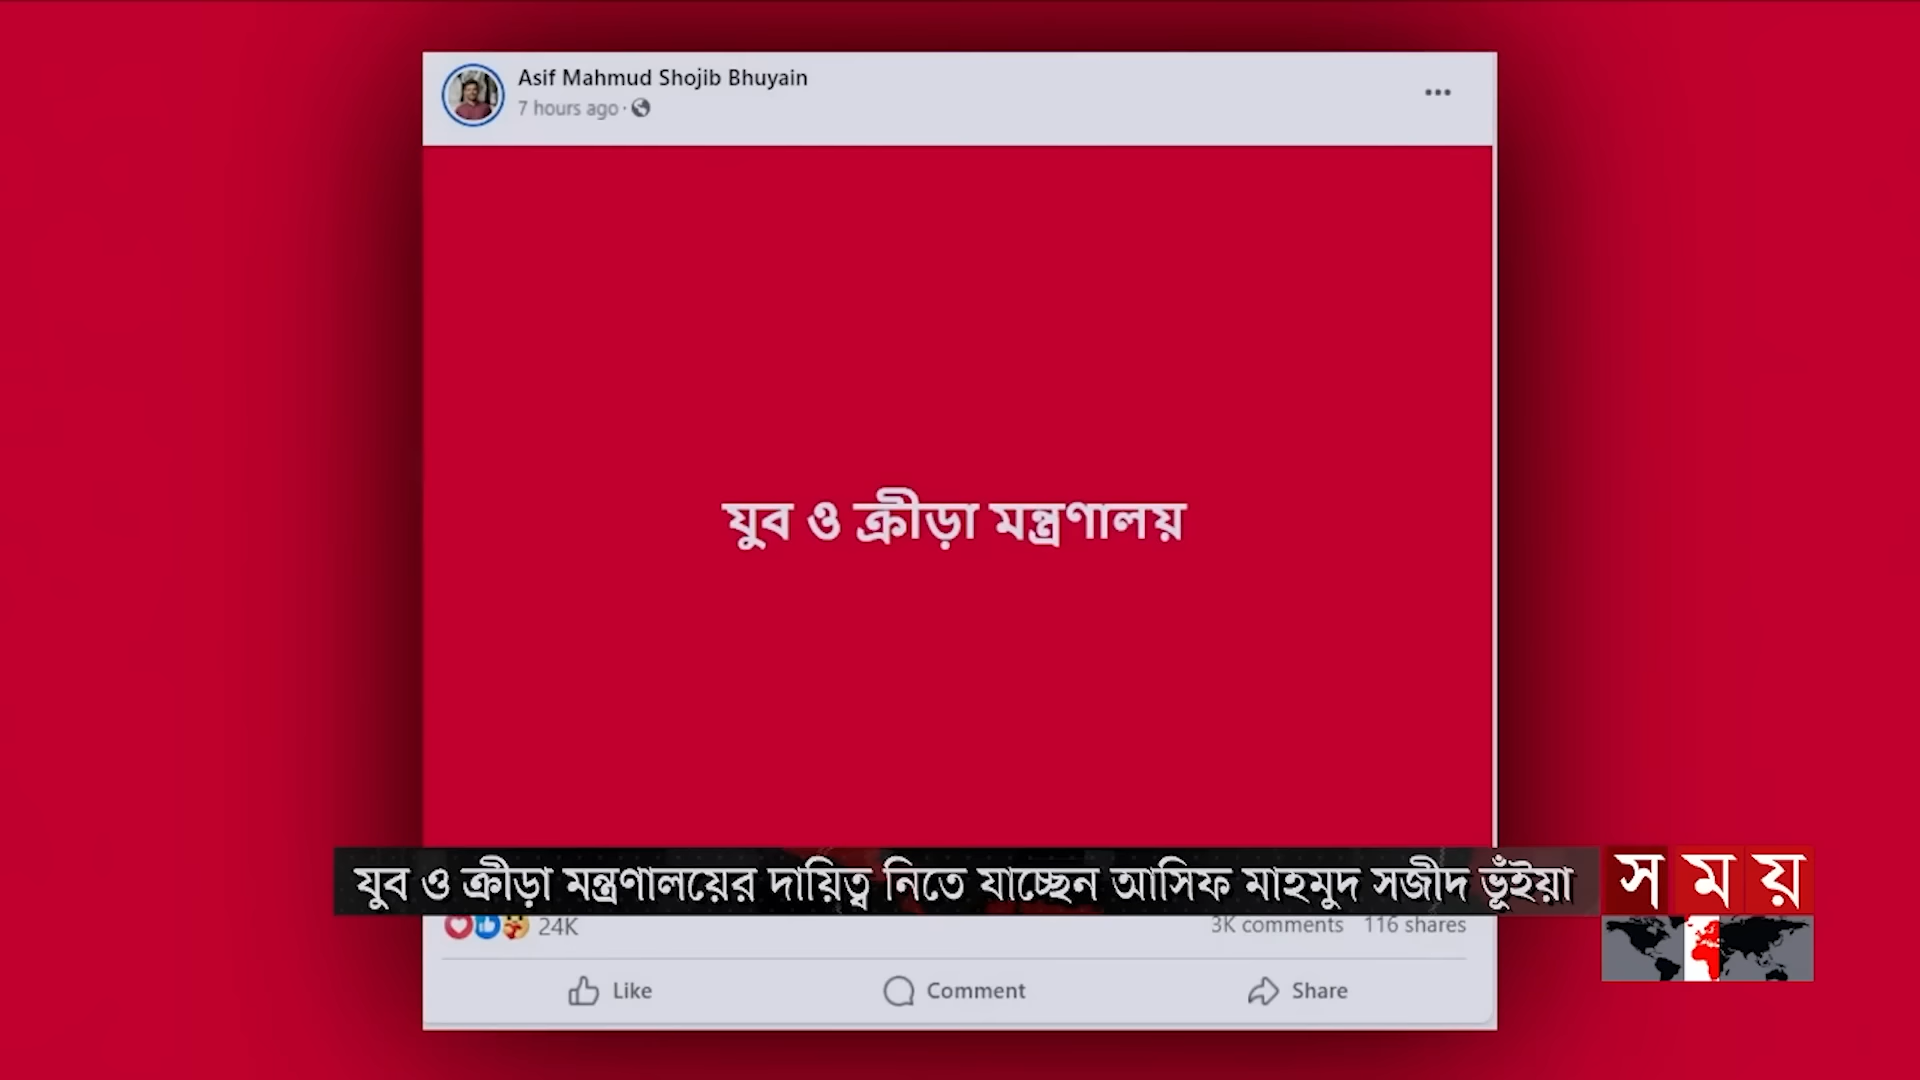 Asif Mahmud Shojib Bhuyain
7 hours ago ·
যুব ও ক্রীড়া মন্ত্রণালয়
যুব ও ক্রীড়া মন্ত্রণালয়ের দায়িত্ব নিতে যাচ্ছেন আসিফ মাহমুদ সজীদ ভূঁইয়া
সময়
24K 3K comments 116 shares
Like Comment Share